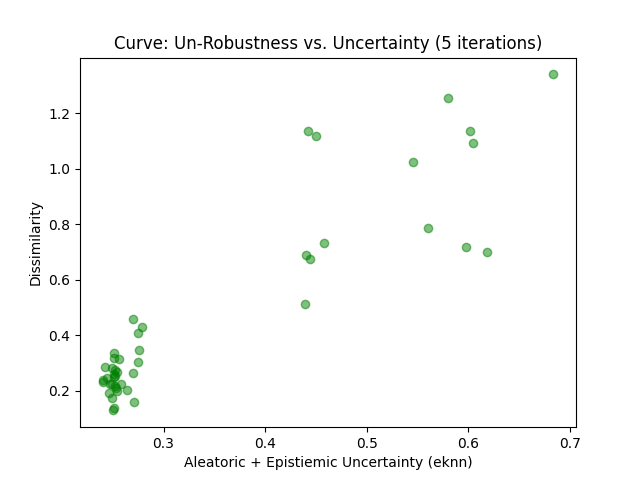 Curve: Un-Robustness vs. Uncertainty (5 iterations)
1.2
1.0
0.8
0.6
0.4
0.2
Dissimilarity
0.3 0.4 0.5 0.6 0.7
Aleatoric + Epistiemic Uncertainty (eknn)